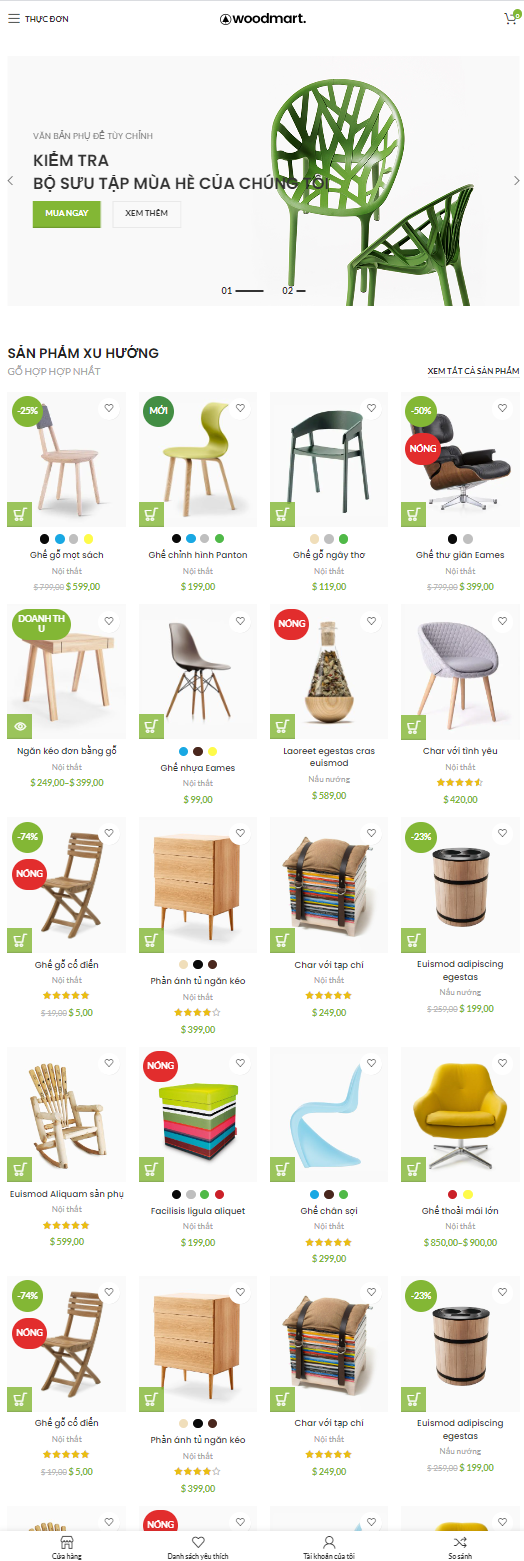 THỰC ĐƠN
woodmart.
0
VĂN BẢN PHỤ ĐỀ TÙY CHỈNH
KIỂM TRA
BỘ SƯU TẬP MÙA HÈ CỦA CHÚNG TÔI
MUA NGAY
XEM THÊM
01
02
SẢN PHẨM XU HƯỚNG
GỖ HỢP HỢP NHẤT
XEM TẤT CẢ SẢN PHẨM
-25%
MỚI
-50%
NÓNG
Ghế gỗ mọt sách
Ghế chỉnh hình Panton
Ghế gỗ ngây thơ
Ghế thư giãn Eames
Nội thất
Nội thất
Nội thất
Nội thất
$ 799,00 $ 599,00
$ 199,00
$ 119,00
$ 799,00 $ 399,00
DOANH TH
U
NÓNG
Ngăn kéo đơn bằng gỗ
Ghế nhựa Eames
Laoreet egestas cras
euismod
Char với tình yêu
Nội thất
Nội thất
Nấu nướng
Nội thất
$ 249,00–$ 399,00
$ 99,00
$ 589,00
$ 420,00
-74%
NÓNG
-23%
Ghế gỗ cổ điển
Phản ánh tủ ngăn kéo
Char với tạp chí
Euismod adipiscing
egestas
Nội thất
Nội thất
Nội thất
Nấu nướng
$ 19,00 $ 5,00
$ 399,00
$ 249,00
$ 259,00 $ 199,00
NÓNG
Euismod Aliquam sản phụ
Facilisis ligula aliquet
Ghế chân sợi
Ghế thoải mái lớn
Nội thất
Nội thất
Nội thất
Nội thất
$ 599,00
$ 199,00
$ 299,00
$ 850,00–$ 900,00
-74%
NÓNG
-23%
Ghế gỗ cổ điển
Phản ánh tủ ngăn kéo
Char với tạp chí
Euismod adipiscing
egestas
Nội thất
Nội thất
Nội thất
Nấu nướng
$ 19,00 $ 5,00
$ 399,00
$ 249,00
$ 259,00 $ 199,00
NÓNG
Cửa hàng
Danh sách yêu thích
Tài khoản của tôi
So sánh